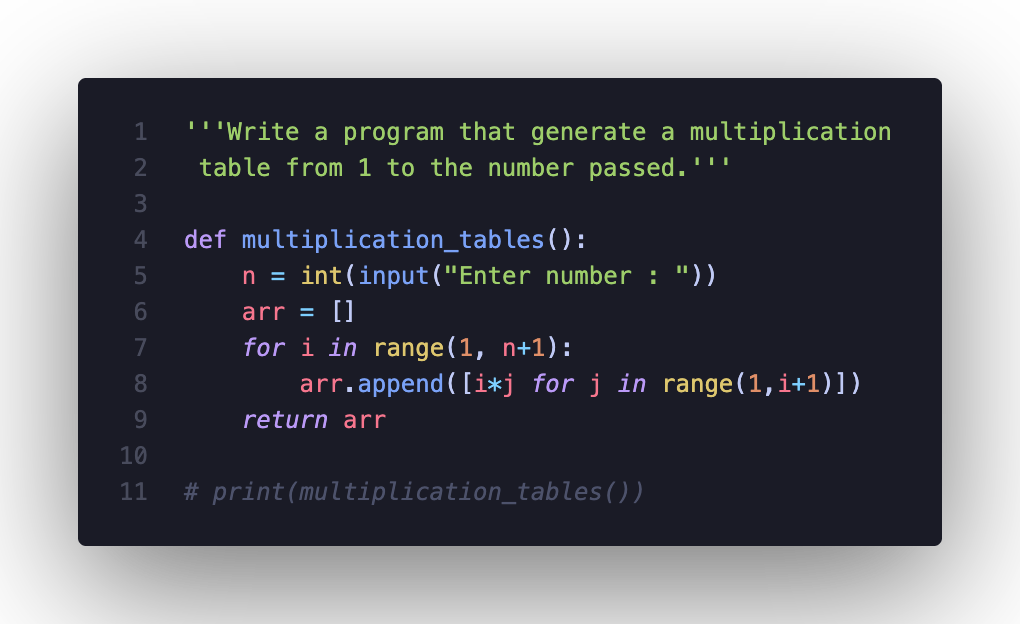 1 '''Write a program that generate a multiplication
2  table from 1 to the number passed.'''
3
4 def multiplication_tables():
5     n = int(input("Enter number : "))
6     arr = []
7     for i in range(1, n+1):
8         arr.append([i*j for j in range(1,i+1)])
9     return arr
10
11 # print(multiplication_tables())